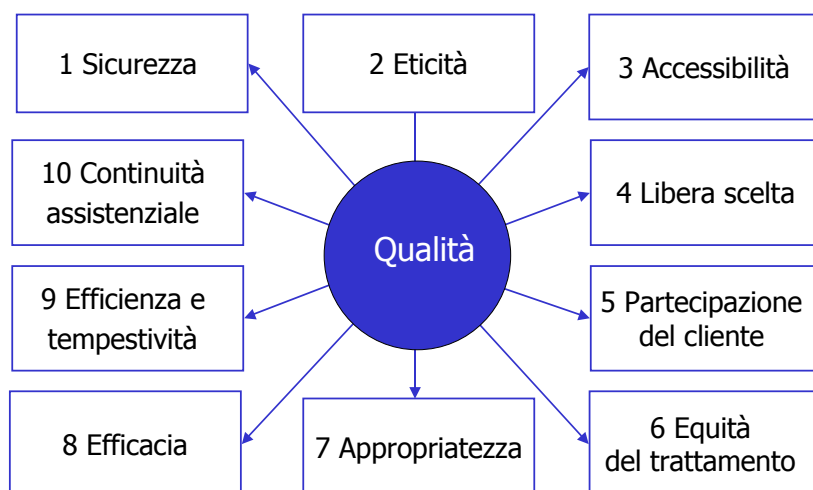 1 Sicurezza
2 Eticità
3 Accessibilità
10 Continuità
assistenziale
4 Libera scelta
Qualità
9 Efficienza e
tempestività
5 Partecipazione
del cliente
8 Efficacia
7 Appropriatezza
6 Equità
del trattamento